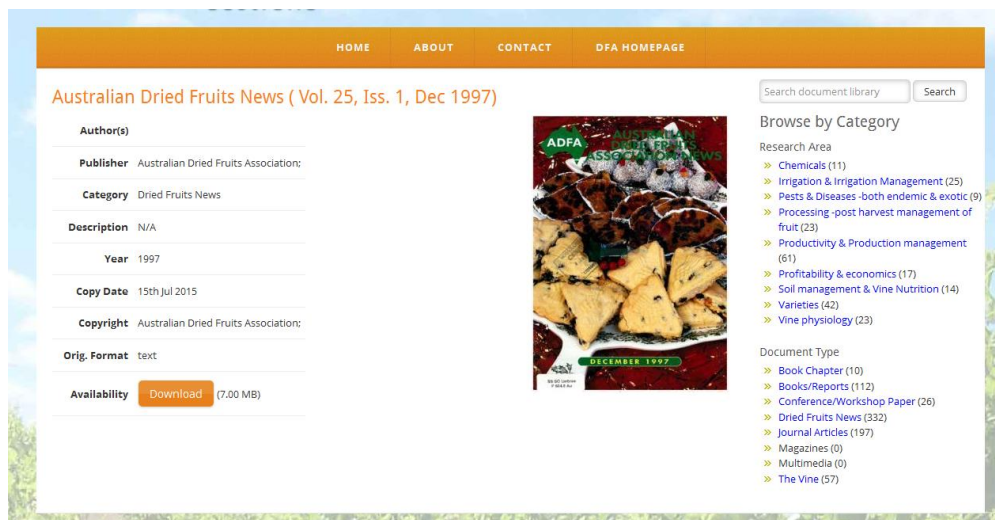 HOME ABOUT CONTACT DFA HOMEPAGE
Australian Dried Fruits News ( Vol. 25, Iss. 1, Dec 1997)
Author(s)
Publisher Australian Dried Fruits Association;
Category Dried Fruits News
Description N/A
Year 1997
Copy Date 15th Jul 2015
Copyright Australian Dried Fruits Association;
Orig. Format text
Availability Download (7.00 MB)
ADFA
AUSTRALIAN
DRIED FRUITS
ASSOCIATION NEWS
DECEMBER 1997
Search document library Search
Browse by Category
Research Area
» Chemicals (11)
» Irrigation & Irrigation Management (25)
» Pests & Diseases -both endemic & exotic (9)
» Processing -post harvest management of
fruit (23)
» Productivity & Production management
(61)
» Profitability & economics (17)
» Soil management & Vine Nutrition (14)
» Varieties (42)
» Vine physiology (23)
Document Type
» Book Chapter (10)
» Books/Reports (112)
» Conference/Workshop Paper (26)
» Dried Fruits News (332)
» Journal Articles (197)
» Magazines (0)
» Multimedia (0)
» The Vine (57)